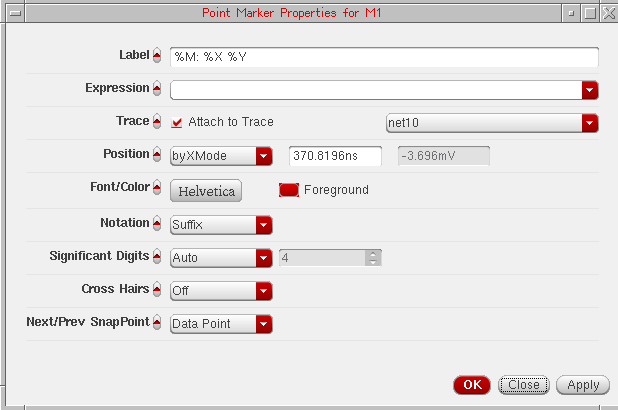 Point Marker Properties for M1
Label %M: %X %Y
Expression
Trace Attach to Trace net10
Position byXMode 370.8196ns -3.696mV
Font/Color Helvetica Foreground
Notation Suffix
Significant Digits Auto 4
Cross Hairs Off
Next/Prev SnapPoint Data Point
OK Close Apply